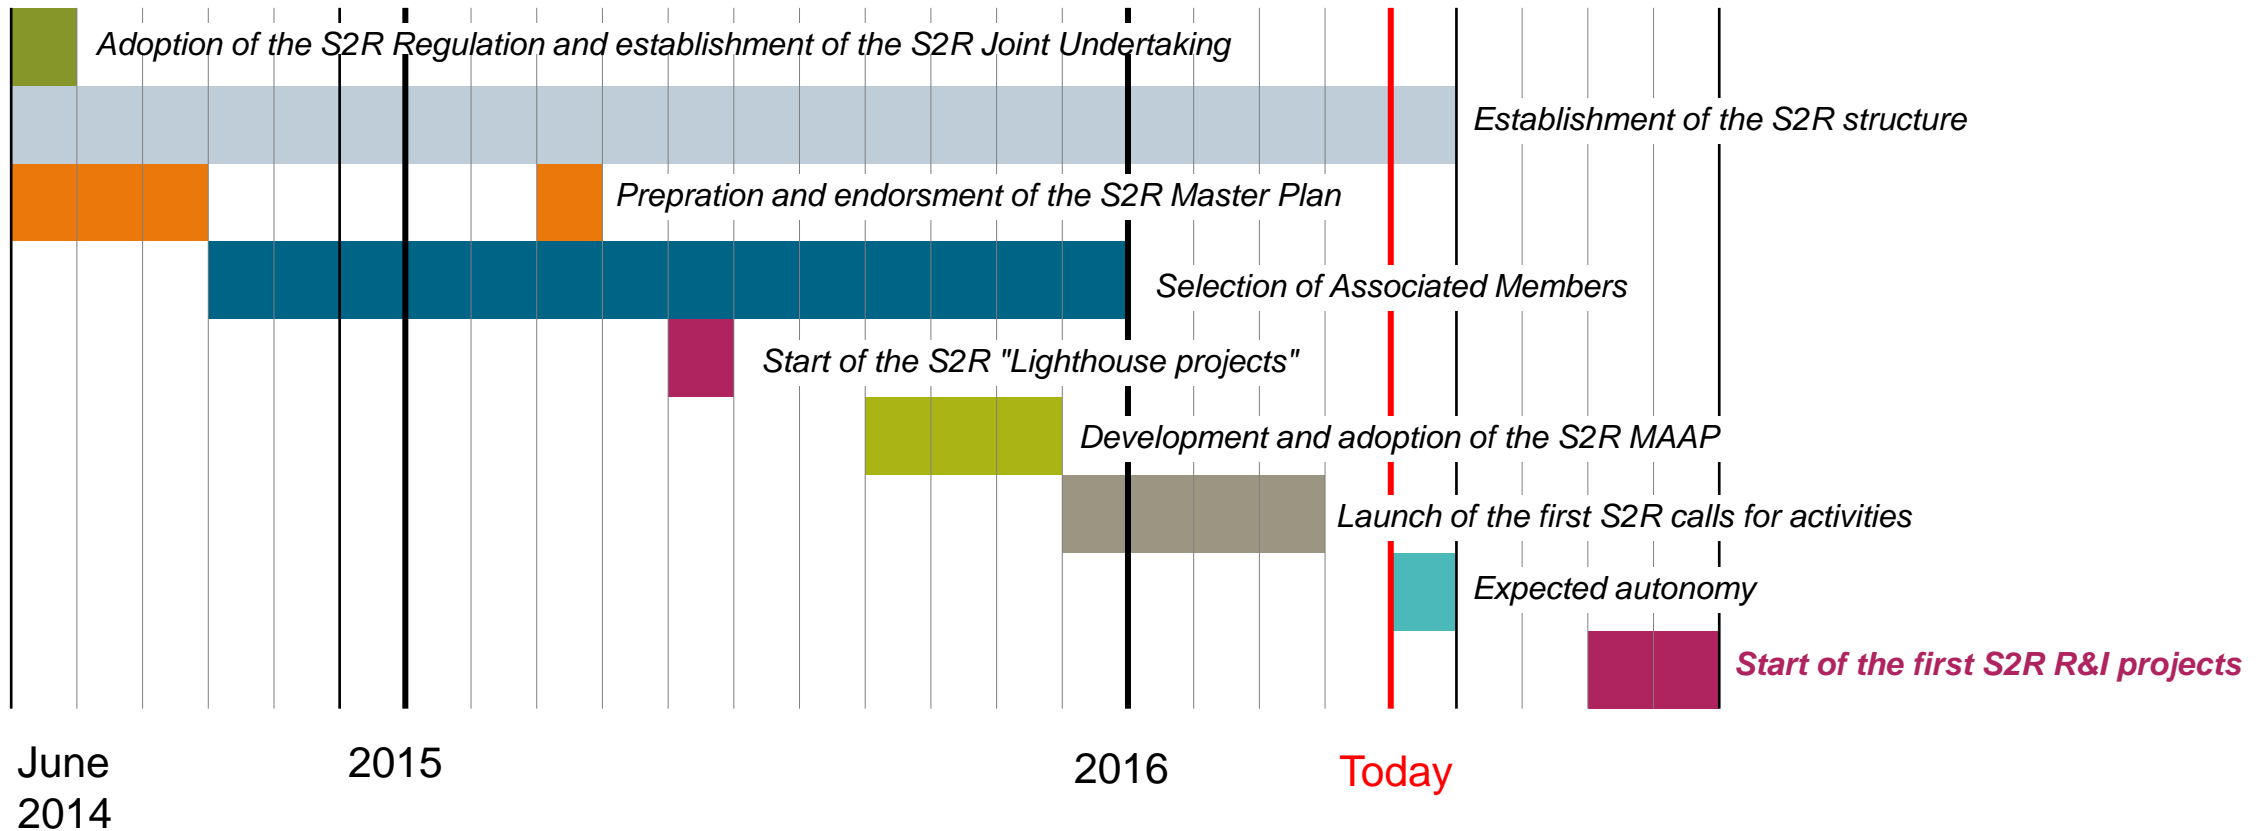 Adoption of the S2R Regulation and establishment of the S2R Joint Undertaking
Establishment of the S2R structure
Prepration and endorsment of the S2R Master Plan
Selection of Associated Members
Start of the S2R "Lighthouse projects"
Development and adoption of the S2R MAAP
Launch of the first S2R calls for activities
Expected autonomy
Start of the first S2R R&I projects
June
2014
2015
2016
Today